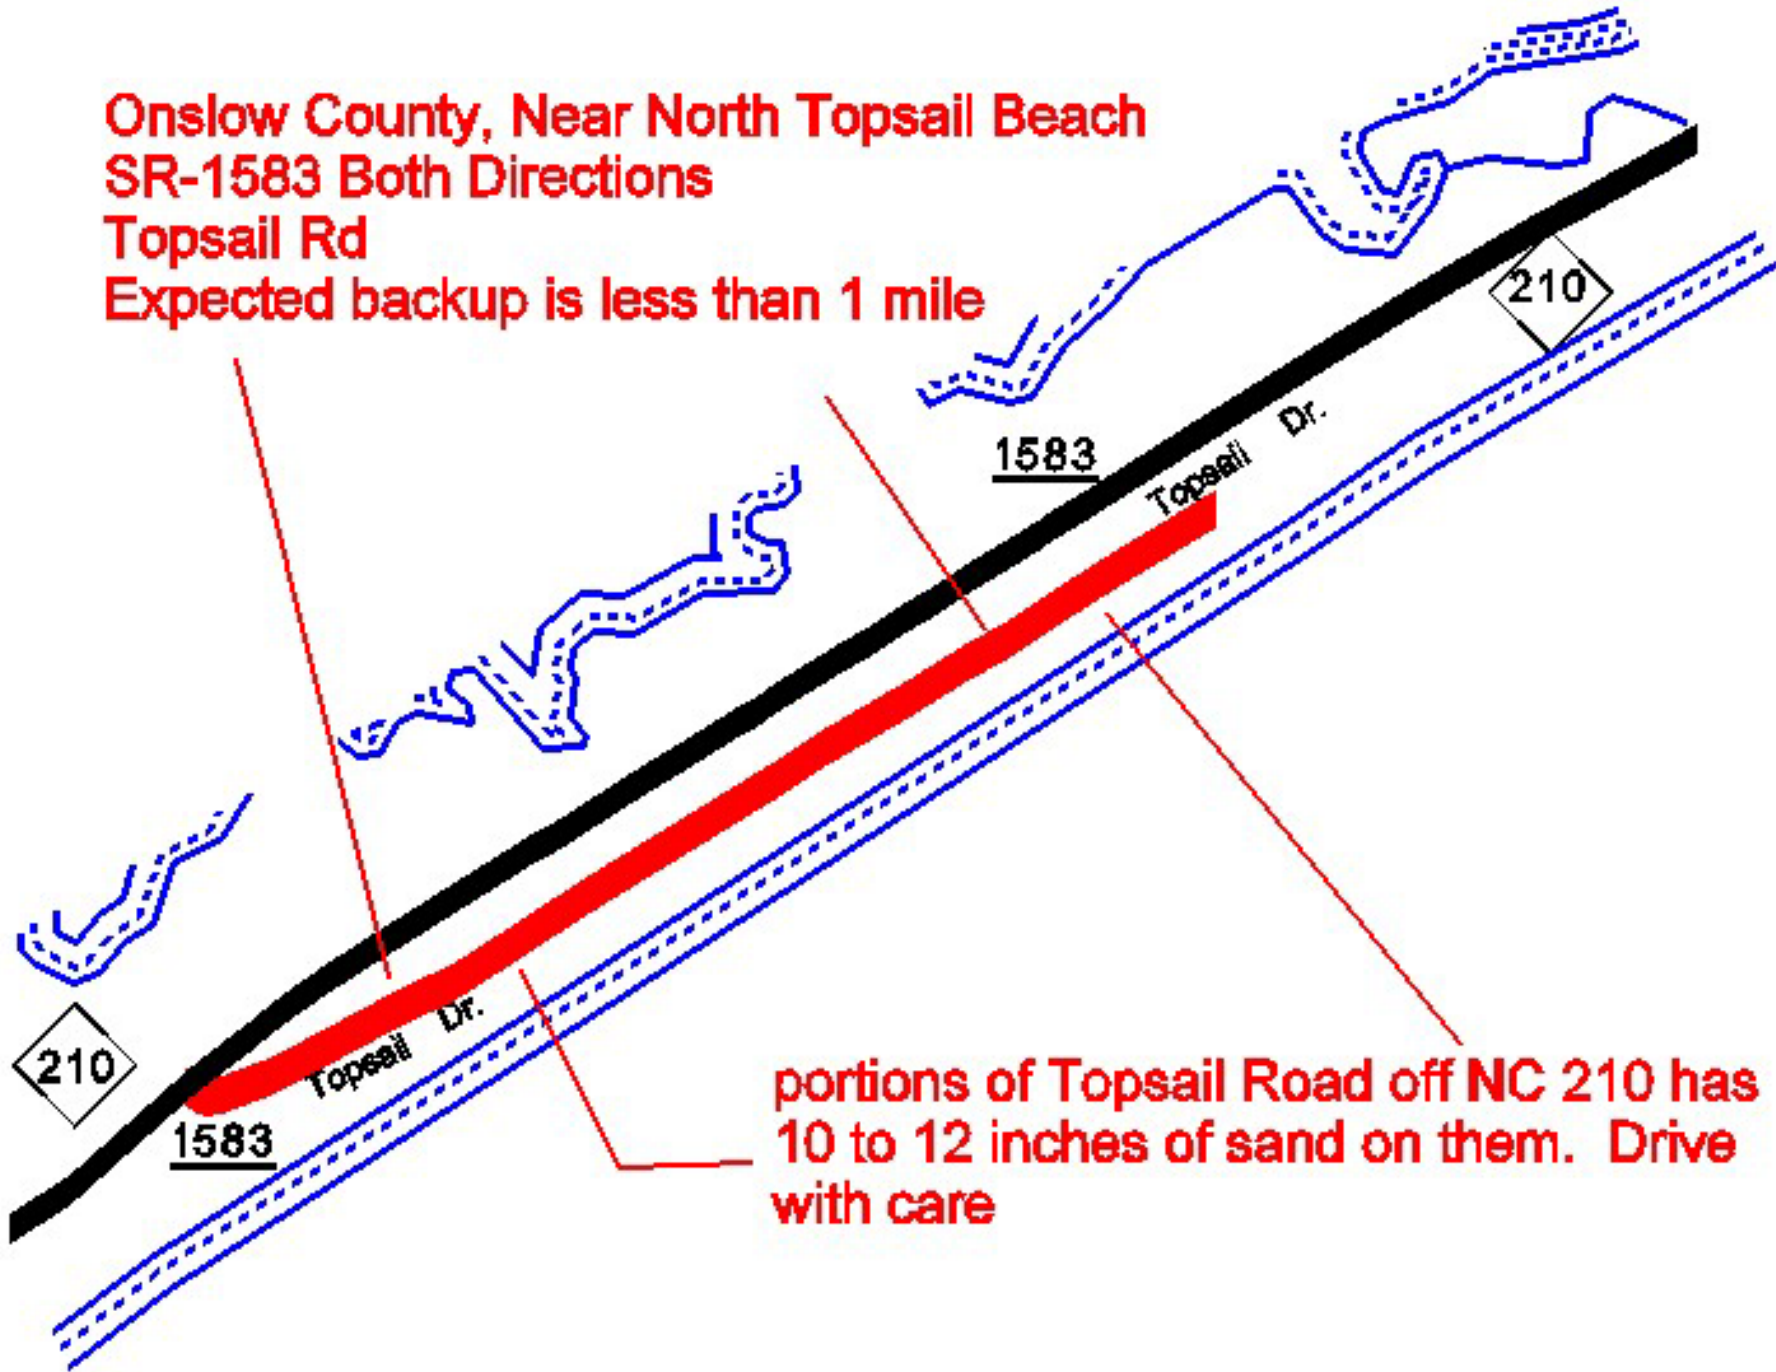 Onslow County, Near North Topsail Beach
SR-1583 Both Directions
Topsail Rd
Expected backup is less than 1 mile
210
1583
Topsail Dr.
Topsail Dr.
210
1583
portions of Topsail Road off NC 210 has
10 to 12 inches of sand on them. Drive
with care